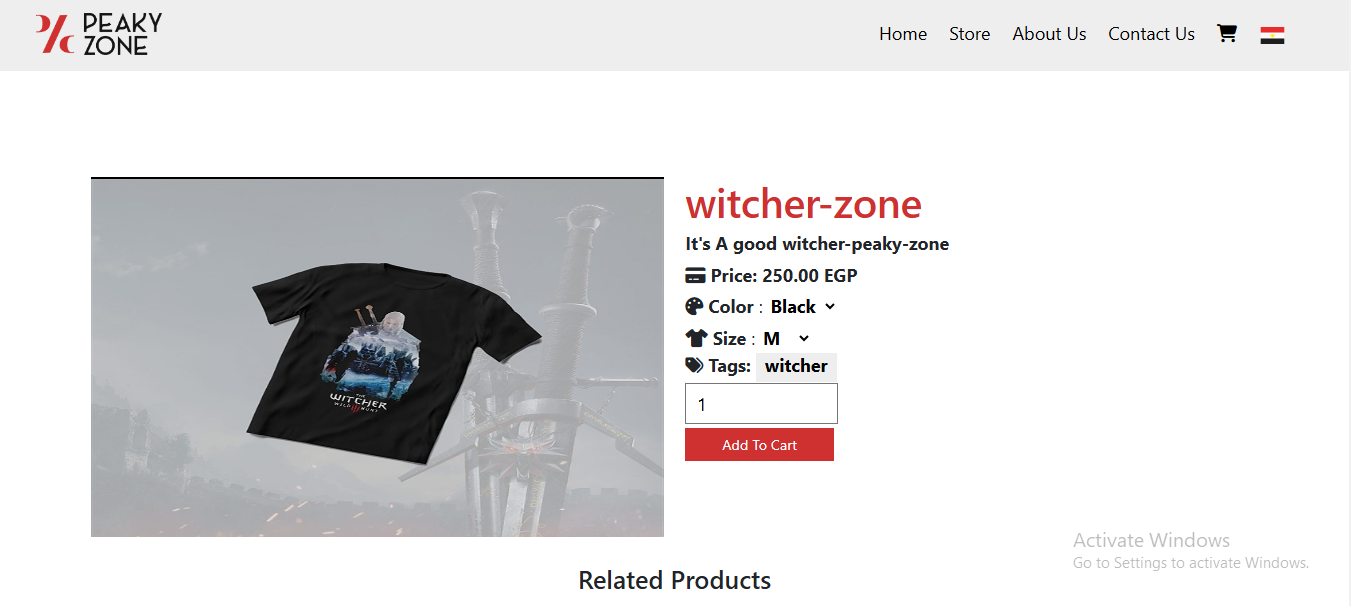 PEAKY
ZONE
Home Store About Us Contact Us
witcher-zone
It's A good witcher-peaky-zone
Price: 250.00 EGP
Color : Black
Size : M
Tags: witcher
1
Add To Cart
THE
WITCHER
WILD HUNT
Activate Windows
Go to Settings to activate Windows.
Related Products